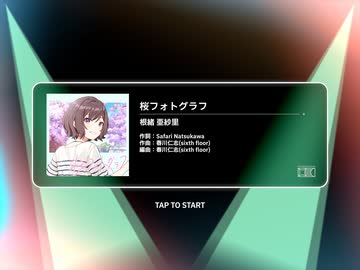 桜フォトグラフ
根緒 亜紗里
作詞：Safari Natsukawa
作曲：春川仁志(sixth floor)
編曲：春川仁志(sixth floor)
TAP TO START